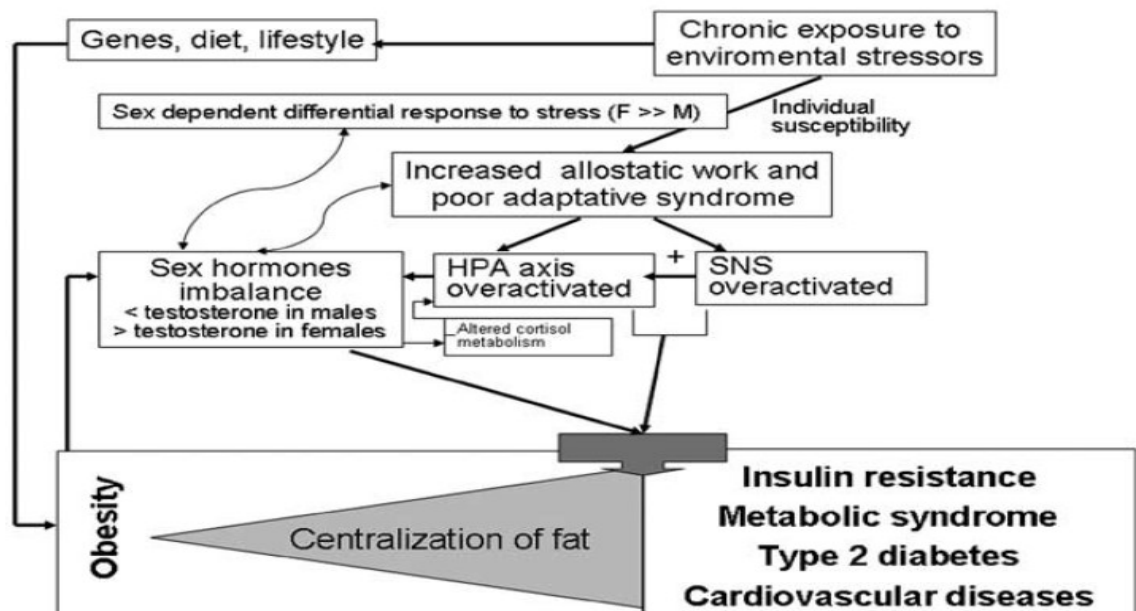 Genes, diet, lifestyle
Chronic exposure to
enviromental stressors
Sex dependent differential response to stress (F >> M)
Individual
susceptibility
Increased allostatic work and
poor adaptative syndrome
Sex hormones
imbalance
< testosterone in males
> testosterone in females
HPA axis
overactivated
+
SNS
overactivated
Altered cortisol
metabolism
Obesity
Centralization of fat
Insulin resistance
Metabolic syndrome
Type 2 diabetes
Cardiovascular diseases